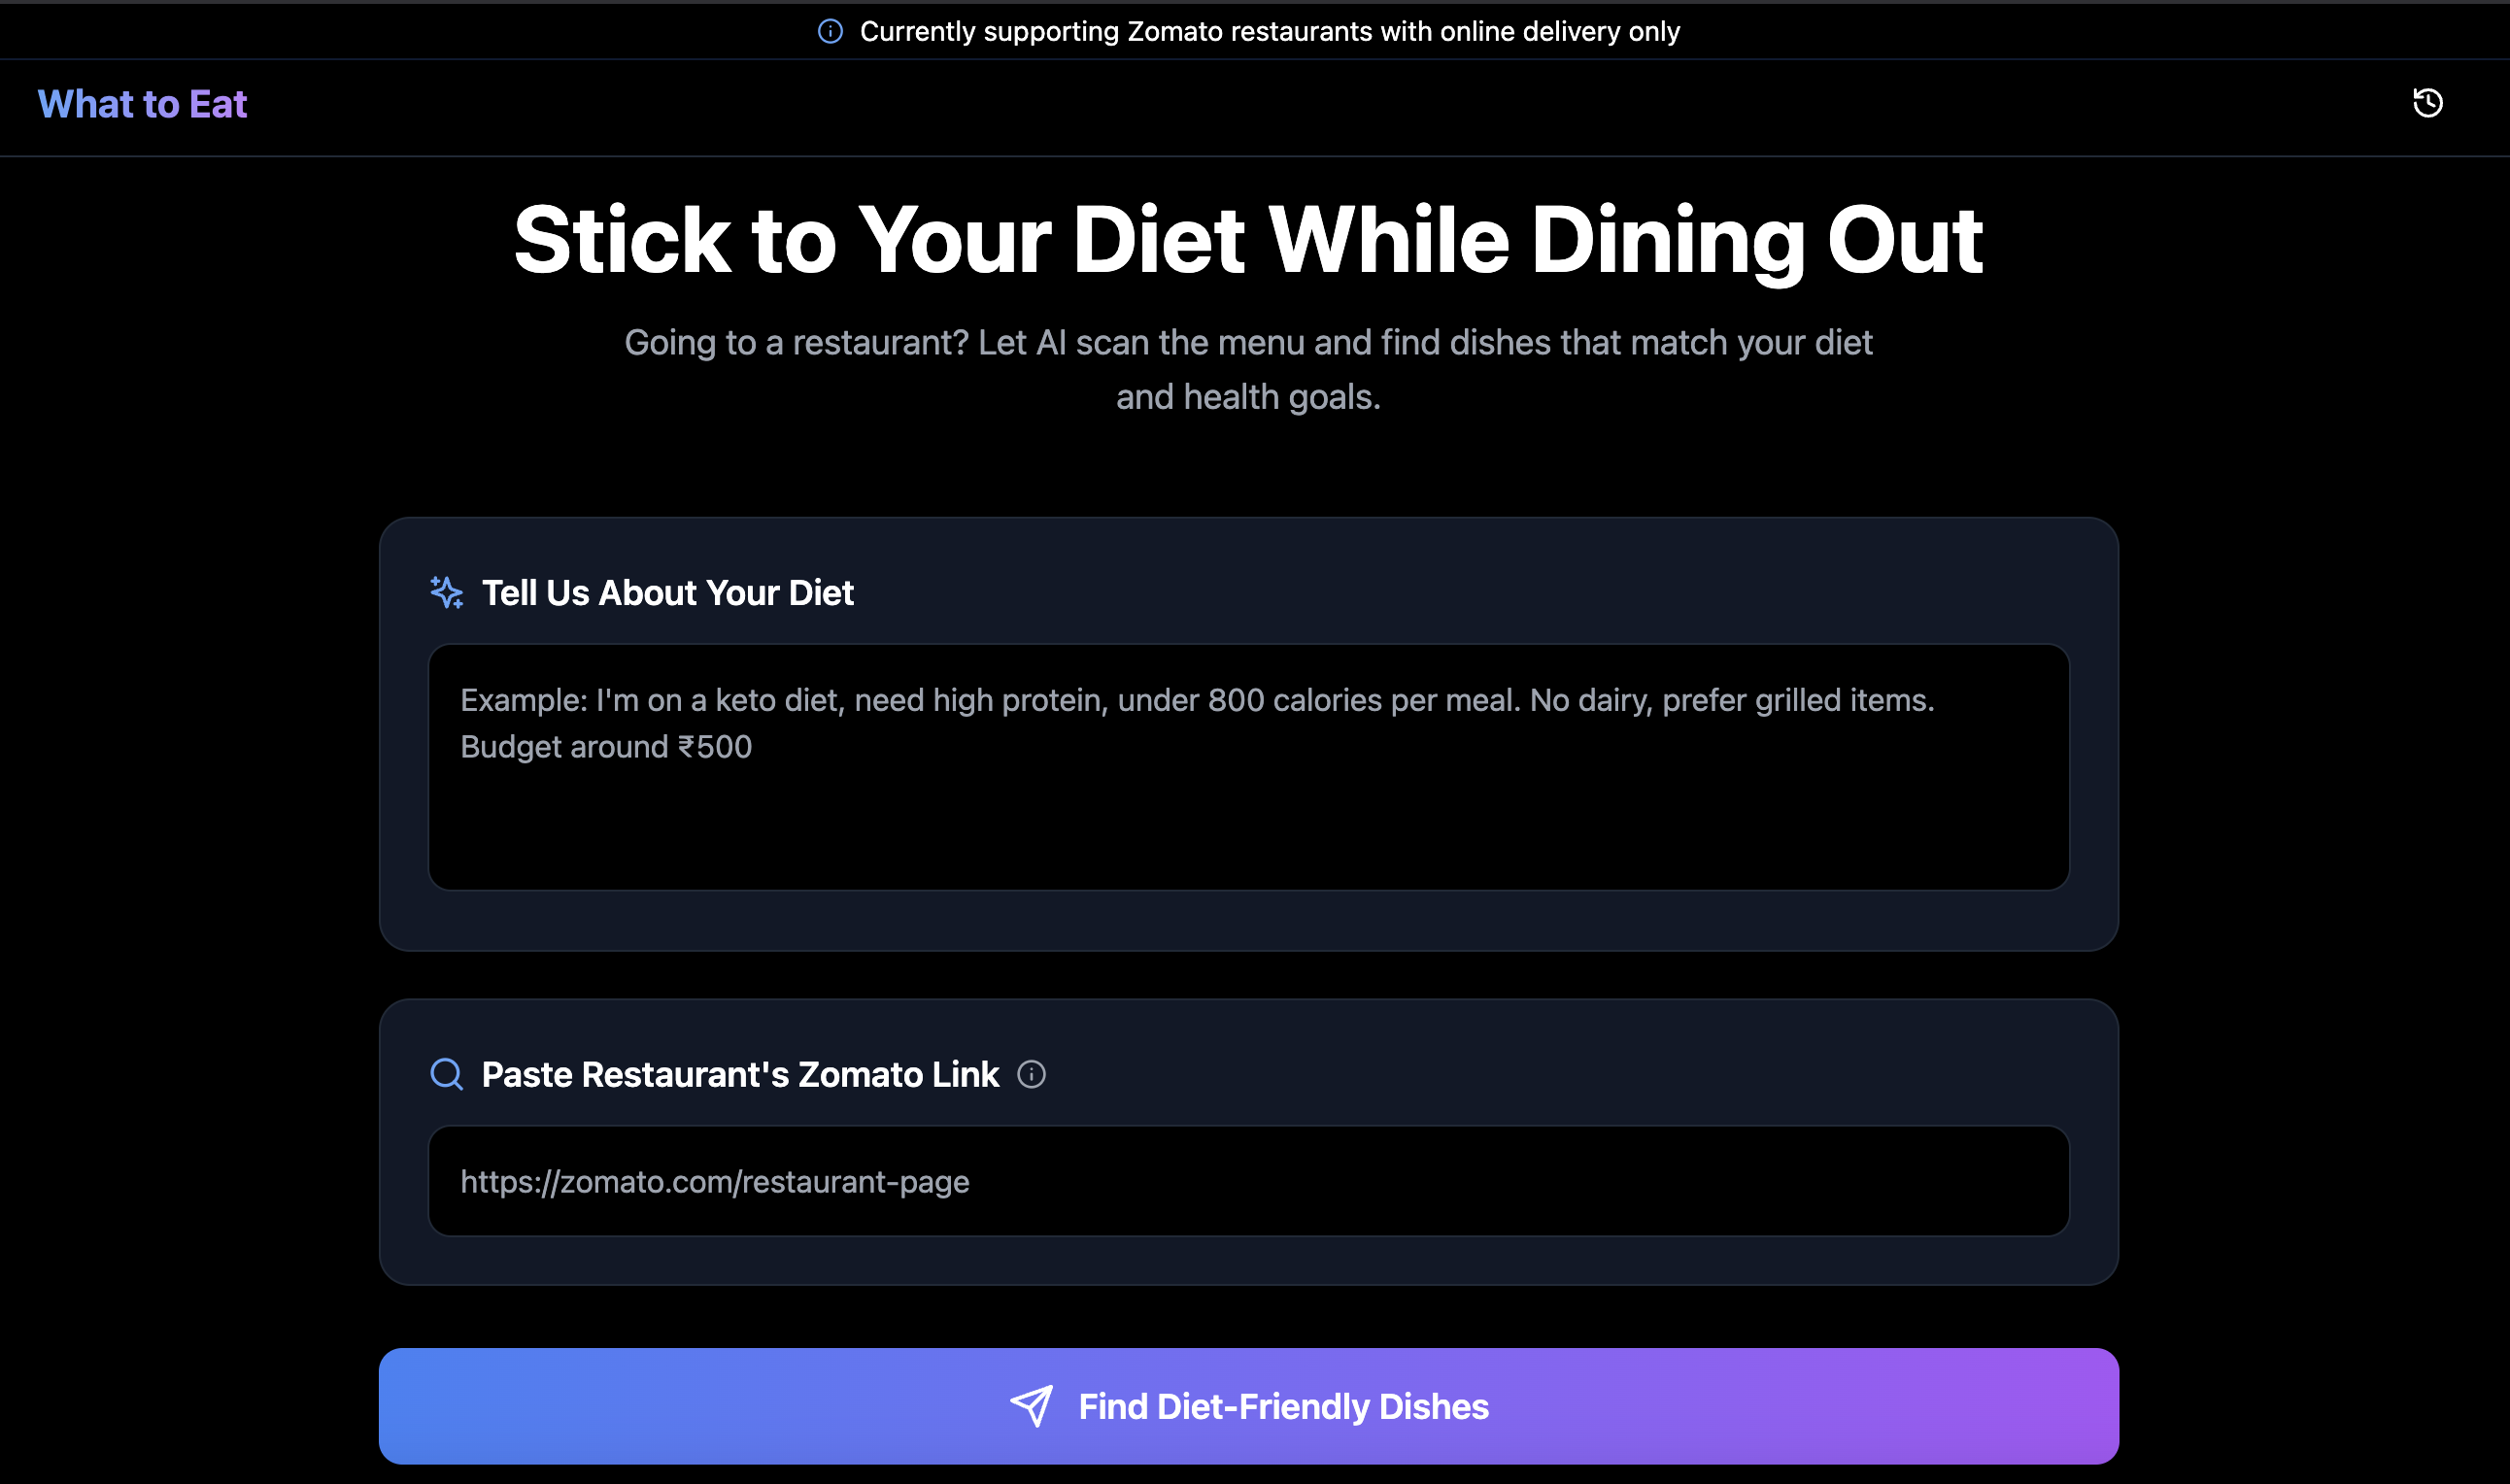 Currently supporting Zomato restaurants with online delivery only
What to Eat
Stick to Your Diet While Dining Out
Going to a restaurant? Let AI scan the menu and find dishes that match your diet
and health goals.
Tell Us About Your Diet
Example: I'm on a keto diet, need high protein, under 800 calories per meal. No dairy, prefer grilled items.
Budget around ₹500
Paste Restaurant's Zomato Link
https://zomato.com/restaurant-page
Find Diet-Friendly Dishes